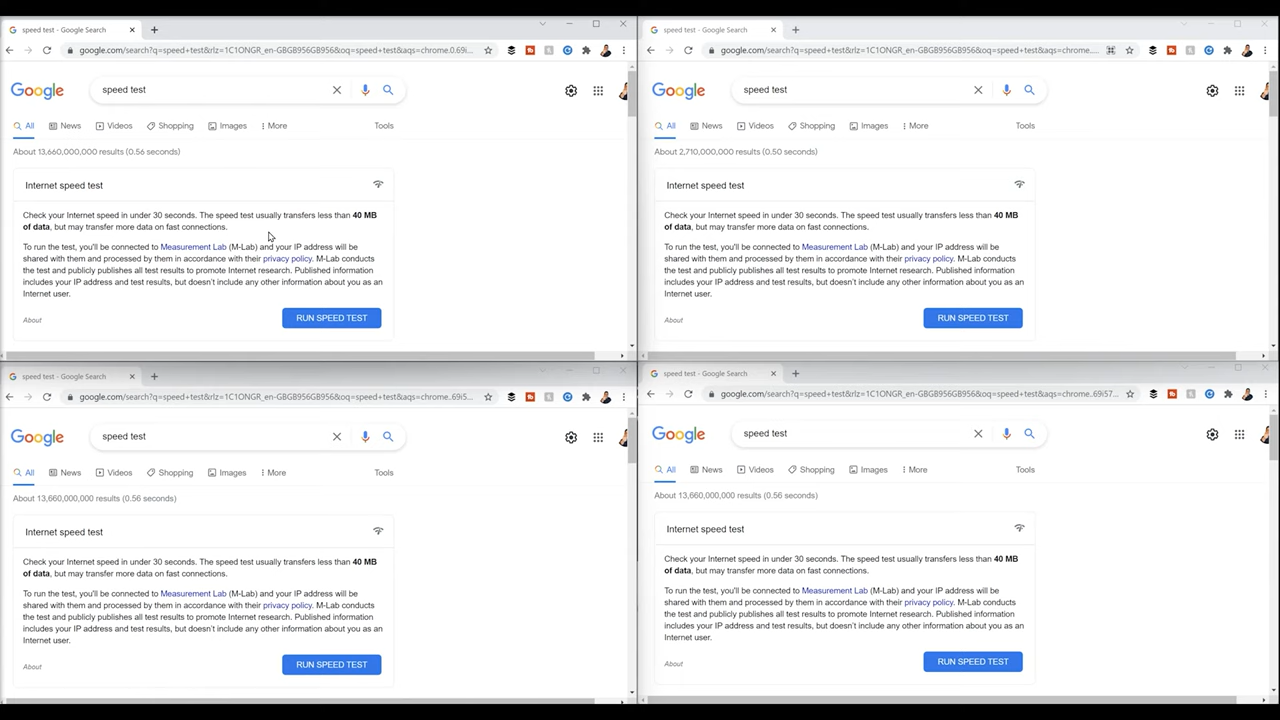 speed test - Google Search
google.com/search?q=speed+test&rlz=1C1ONGR_en-GBGB956GB956&oq=speed+test&aqs=chrome.0.69i...
Google
speed test
All News Videos Shopping Images More Tools
About 13,660,000,000 results (0.56 seconds)
Internet speed test
Check your Internet speed in under 30 seconds. The speed test usually transfers less than 40 MB
of data, but may transfer more data on fast connections.
To run the test, you'll be connected to Measurement Lab (M-Lab) and your IP address will be
shared with them and processed by them in accordance with their privacy policy. M-Lab conducts
the test and publicly publishes all test results to promote Internet research. Published information
includes your IP address and test results, but doesn't include any other information about you as an
Internet user.
About
RUN SPEED TEST
speed test - Google Search
google.com/search?q=speed+test&rlz=1C1ONGR_en-GBGB956GB956&oq=speed+test&aqs=chrome....
Google
speed test
All News Videos Shopping Images More Tools
About 2,710,000,000 results (0.50 seconds)
Internet speed test
Check your Internet speed in under 30 seconds. The speed test usually transfers less than 40 MB
of data, but may transfer more data on fast connections.
To run the test, you'll be connected to Measurement Lab (M-Lab) and your IP address will be
shared with them and processed by them in accordance with their privacy policy. M-Lab conducts
the test and publicly publishes all test results to promote Internet research. Published information
includes your IP address and test results, but doesn't include any other information about you as an
Internet user.
About
RUN SPEED TEST
speed test - Google Search
google.com/search?q=speed+test&rlz=1C1ONGR_en-GBGB956GB956&oq=speed+test&aqs=chrome..69i5...
Google
speed test
All News Videos Shopping Images More Tools
About 13,660,000,000 results (0.56 seconds)
Internet speed test
Check your Internet speed in under 30 seconds. The speed test usually transfers less than 40 MB
of data, but may transfer more data on fast connections.
To run the test, you'll be connected to Measurement Lab (M-Lab) and your IP address will be
shared with them and processed by them in accordance with their privacy policy. M-Lab conducts
the test and publicly publishes all test results to promote Internet research. Published information
includes your IP address and test results, but doesn't include any other information about you as an
Internet user.
About
RUN SPEED TEST
speed test - Google Search
google.com/search?q=speed+test&rlz=1C1ONGR_en-GBGB956GB956&oq=speed+test&aqs=chrome..69i57...
Google
speed test
All News Videos Shopping Images More Tools
About 13,660,000,000 results (0.56 seconds)
Internet speed test
Check your Internet speed in under 30 seconds. The speed test usually transfers less than 40 MB
of data, but may transfer more data on fast connections.
To run the test, you'll be connected to Measurement Lab (M-Lab) and your IP address will be
shared with them and processed by them in accordance with their privacy policy. M-Lab conducts
the test and publicly publishes all test results to promote Internet research. Published information
includes your IP address and test results, but doesn't include any other information about you as an
Internet user.
About
RUN SPEED TEST